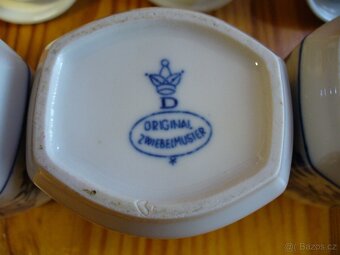 D
ORIGINAL
ZWIEBELMUSTER
© Bazos.cz